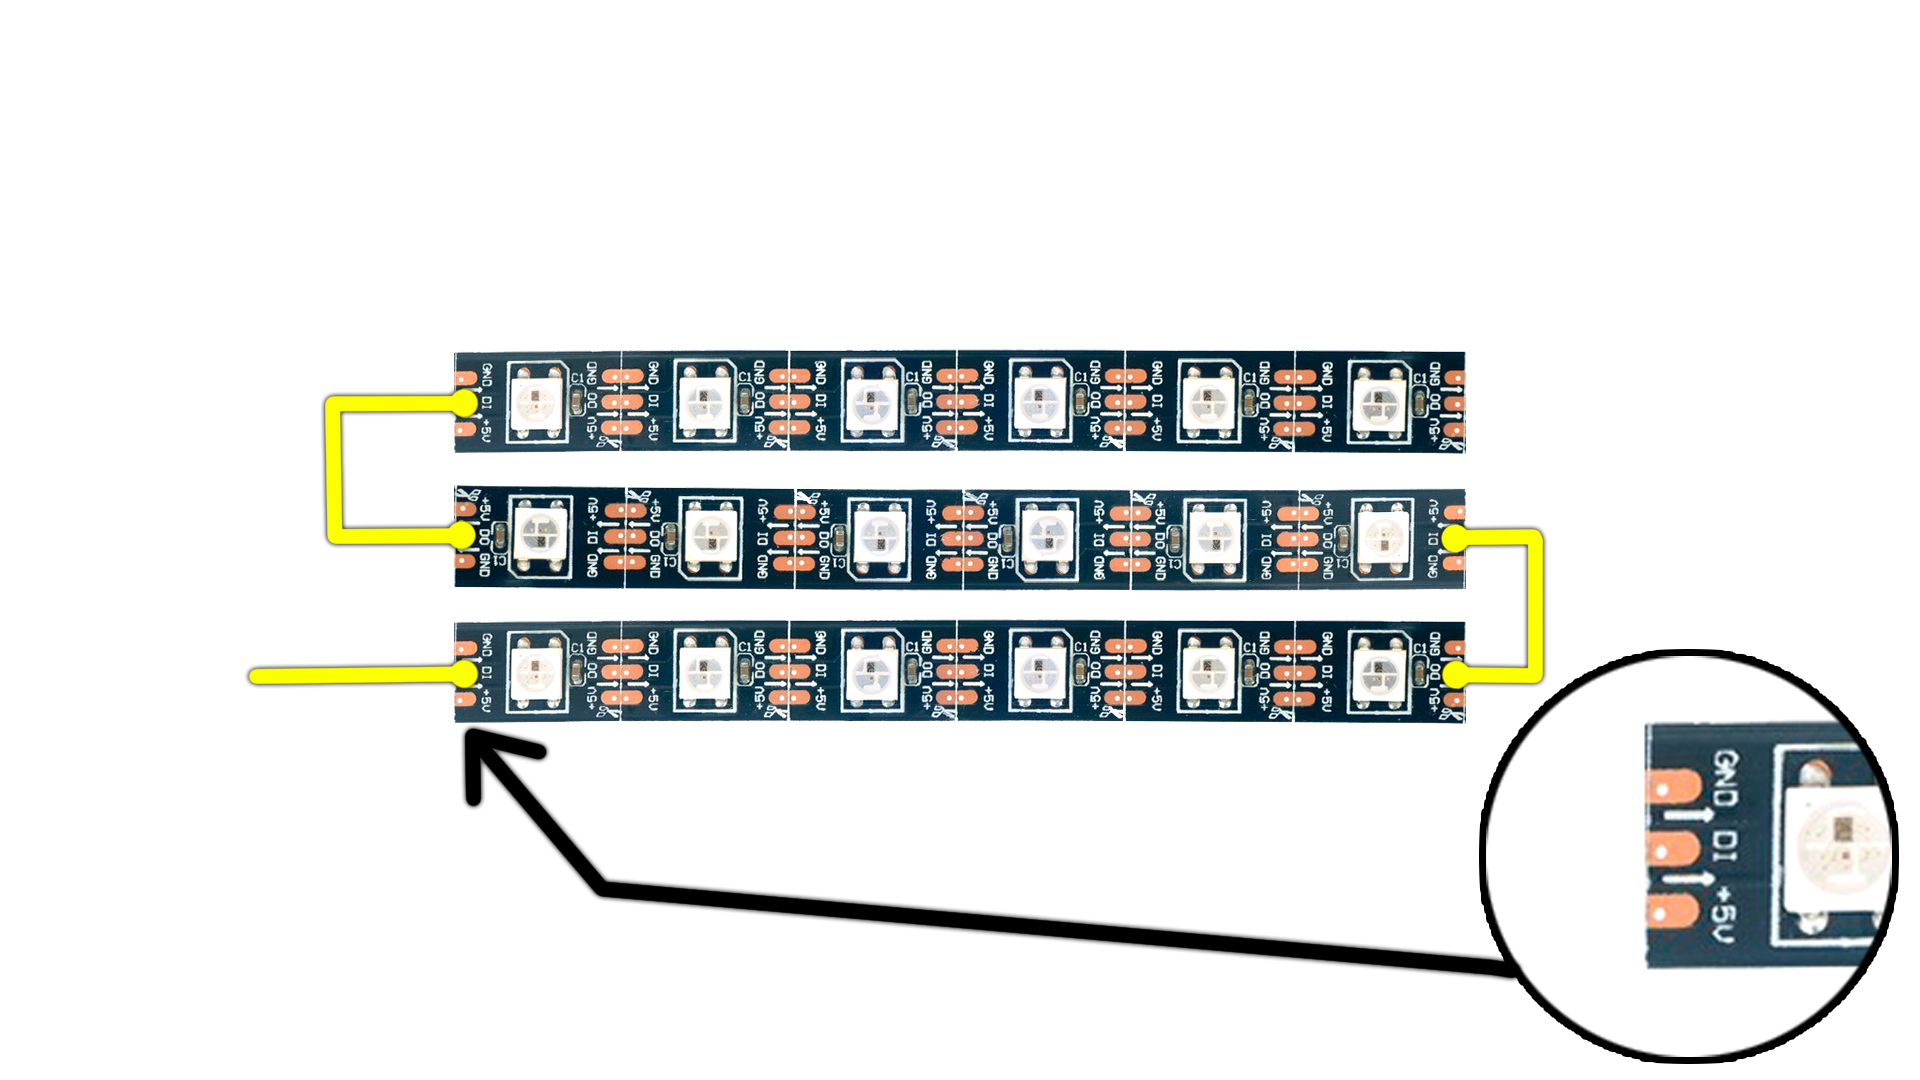 GND DI +5V
C1
+5V DO GND
GND DI +5V
C1
+5V DO GND
GND DI +5V
C1
+5V DO GND
GND DI +5V
C1
+5V DO GND
GND DI +5V
C1
+5V DO GND
GND DI +5V
C1
+5V DO GND
+5V DO GND
C1
GND DI +5V
+5V DO GND
C1
GND DI +5V
+5V DO GND
C1
GND DI +5V
+5V DO GND
C1
GND DI +5V
+5V DO GND
C1
GND DI +5V
+5V DO GND
C1
GND DI +5V
GND DI +5V
C1
+5V DO GND
GND DI +5V
C1
+5V DO GND
GND DI +5V
C1
+5V DO GND
GND DI +5V
C1
+5V DO GND
GND DI +5V
C1
+5V DO GND
GND DI +5V
C1
+5V DO GND
GND DI +5V